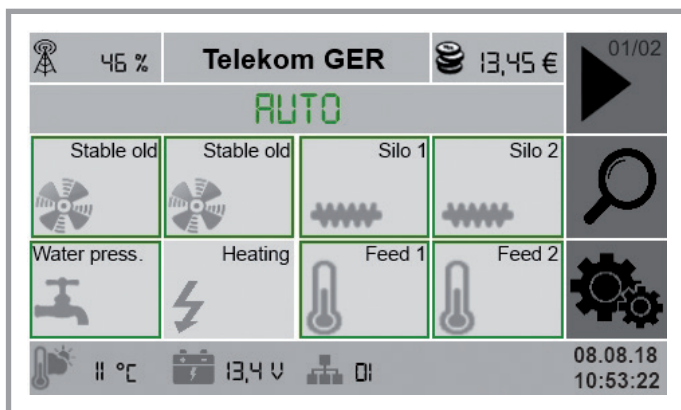 46 % Telekom GER 13,45 € 01/02
AUTO
Stable old Stable old Silo 1 Silo 2
Water press. Heating Feed 1 Feed 2
11 °C 13,4 V 01 08.08.18
10:53:22